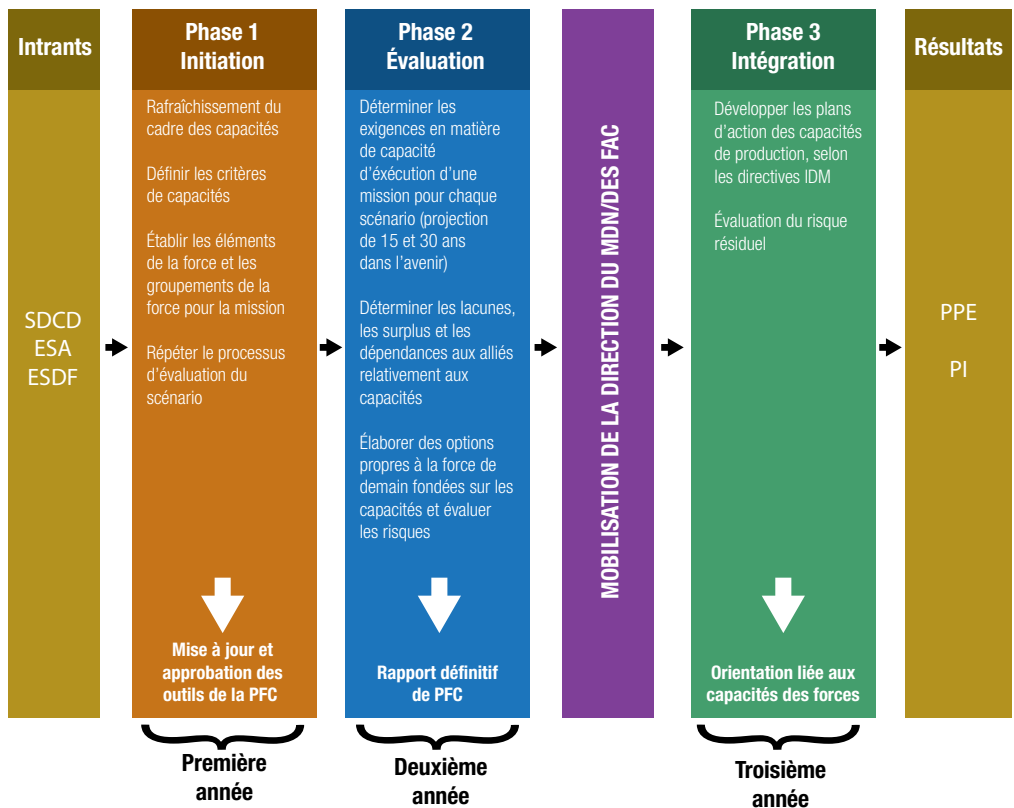 Intrants
SDCD
ESA
ESDF
Phase 1
Initiation
Rafraîchissement du
cadre des capacités
Définir les critères
de capacités
Établir les éléments
de la force et les
groupements de la
force pour la mission
Répéter le processus
d'évaluation du
scénario
Mise à jour et
approbation des
outils de la PFC
Première
année
Phase 2
Évaluation
Déterminer les
exigences en matière
de capacité
d'éxécution d'une
mission pour chaque
scénario (projection
de 15 et 30 ans
dans l'avenir)
Déterminer les lacunes,
les surplus et les
dépendances aux alliés
relativement aux
capacités
Élaborer des options
propres à la force de
demain fondées sur les
capacités et évaluer
les risques
Rapport définitif
de PFC
Deuxième
année
MOBILISATION DE LA DIRECTION DU MDN/DES FAC
Phase 3
Intégration
Développer les plans
d'action des capacités
de production, selon
les directives IDM
Évaluation du risque
résiduel
Orientation liée aux
capacités des forces
Troisième
année
Résultats
PPE
PI